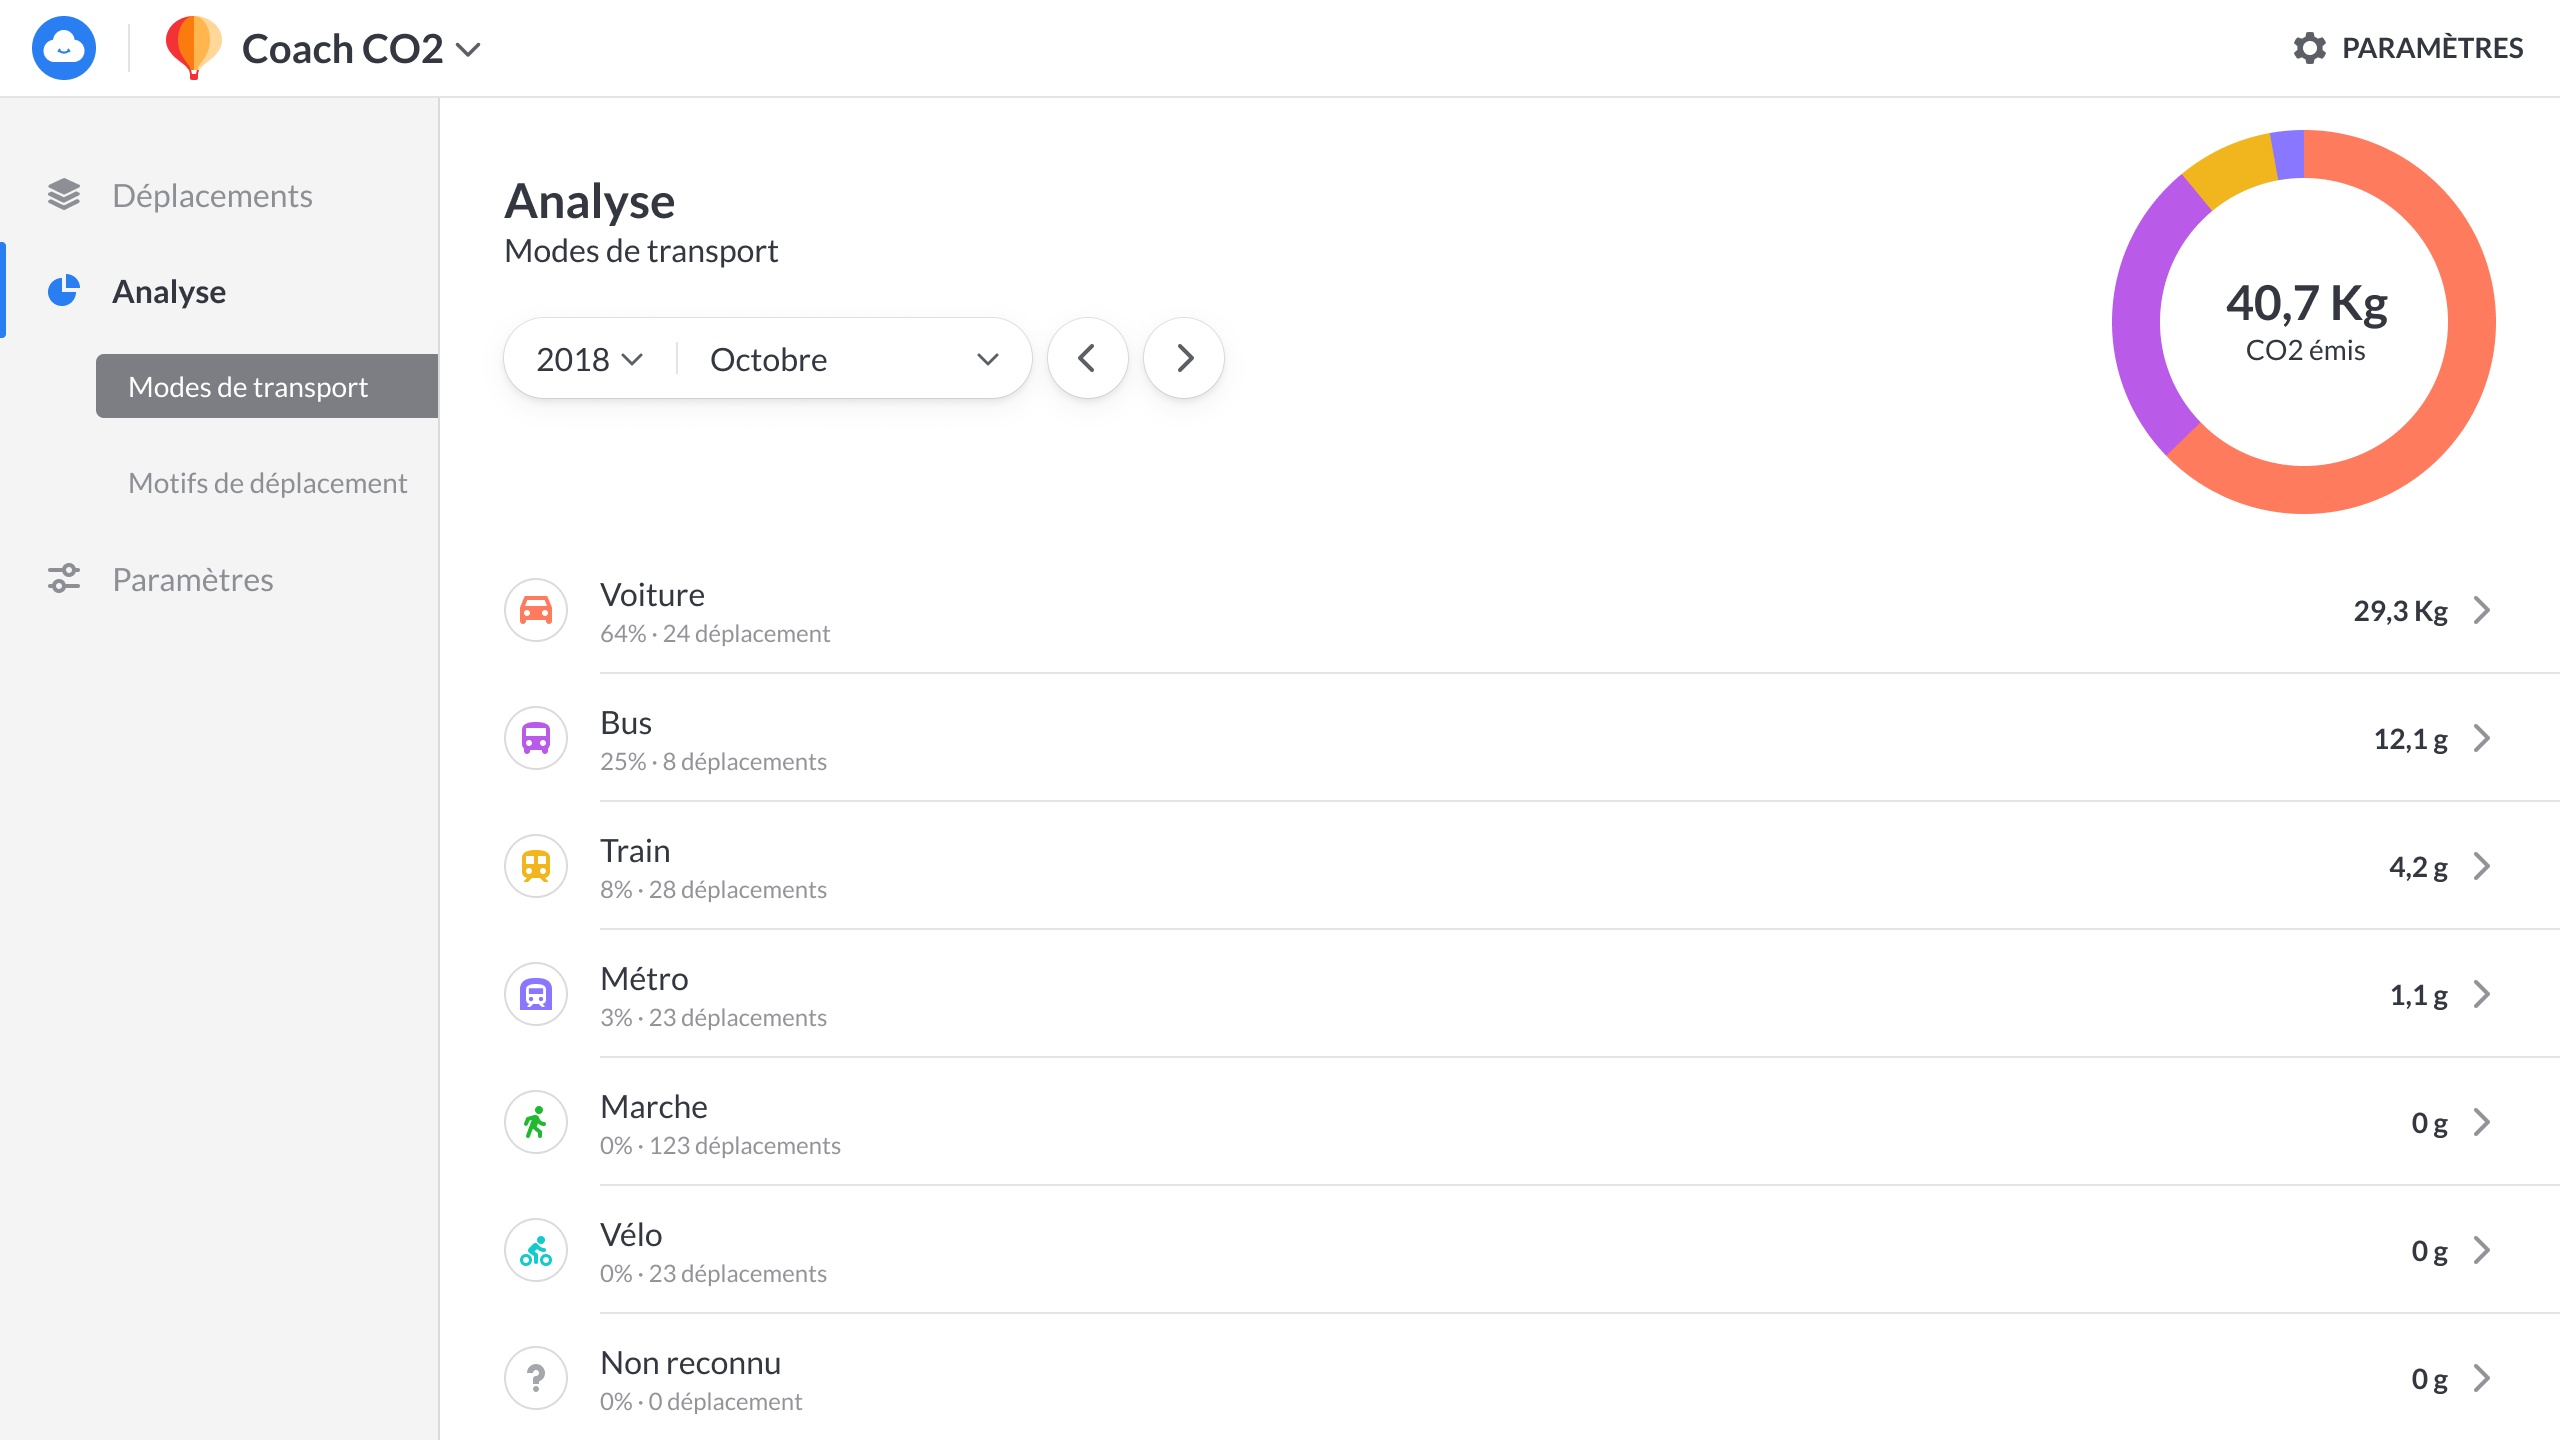 Coach CO2
PARAMÈTRES
Déplacements
Analyse
Modes de transport
Motifs de déplacement
Paramètres
Analyse
Modes de transport
2018
Octobre
40,7 Kg
CO2 émis
Voiture
64% · 24 déplacement
29,3 Kg
Bus
25% · 8 déplacements
12,1 g
Train
8% · 28 déplacements
4,2 g
Métro
3% · 23 déplacements
1,1 g
Marche
0% · 123 déplacements
0 g
Vélo
0% · 23 déplacements
0 g
Non reconnu
0% · 0 déplacement
0 g